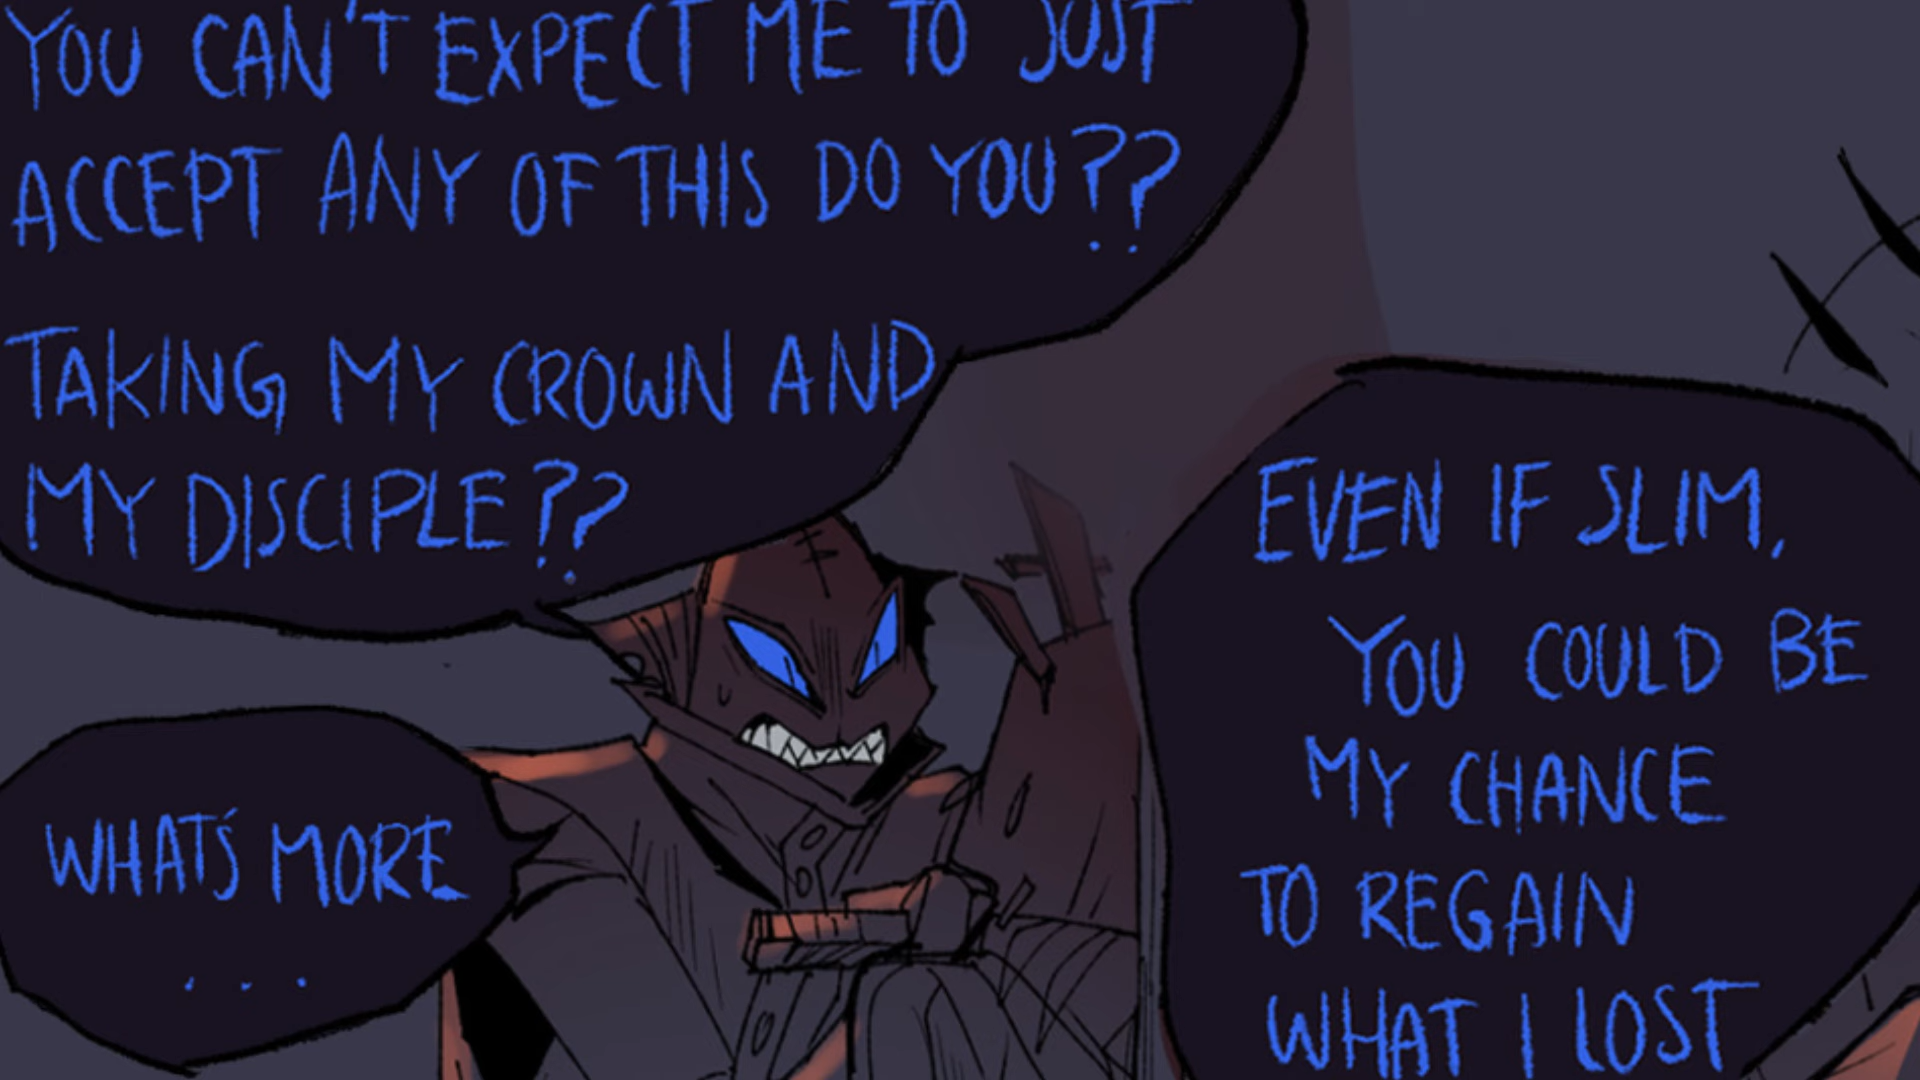 YOU CAN'T EXPECT ME TO JUST
ACCEPT ANY OF THIS DO YOU??
TAKING MY CROWN AND
MY DISCIPLE??
WHAT'S MORE
...
EVEN IF SLIM,
YOU COULD BE
MY CHANCE
TO REGAIN
WHAT I LOST